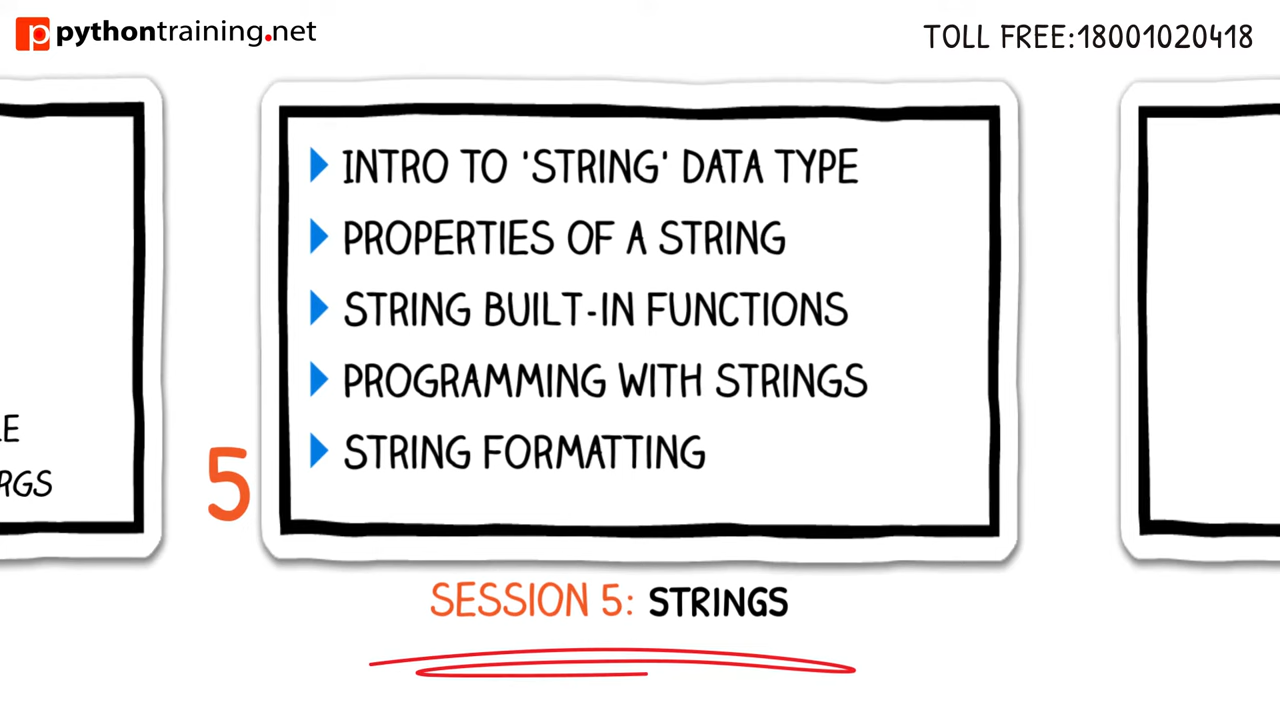 pythontraining.net
TOLL FREE:18001020418
INTRO TO 'STRING' DATA TYPE
PROPERTIES OF A STRING
STRING BUILT-IN FUNCTIONS
PROGRAMMING WITH STRINGS
STRING FORMATTING
5
SESSION 5: STRINGS